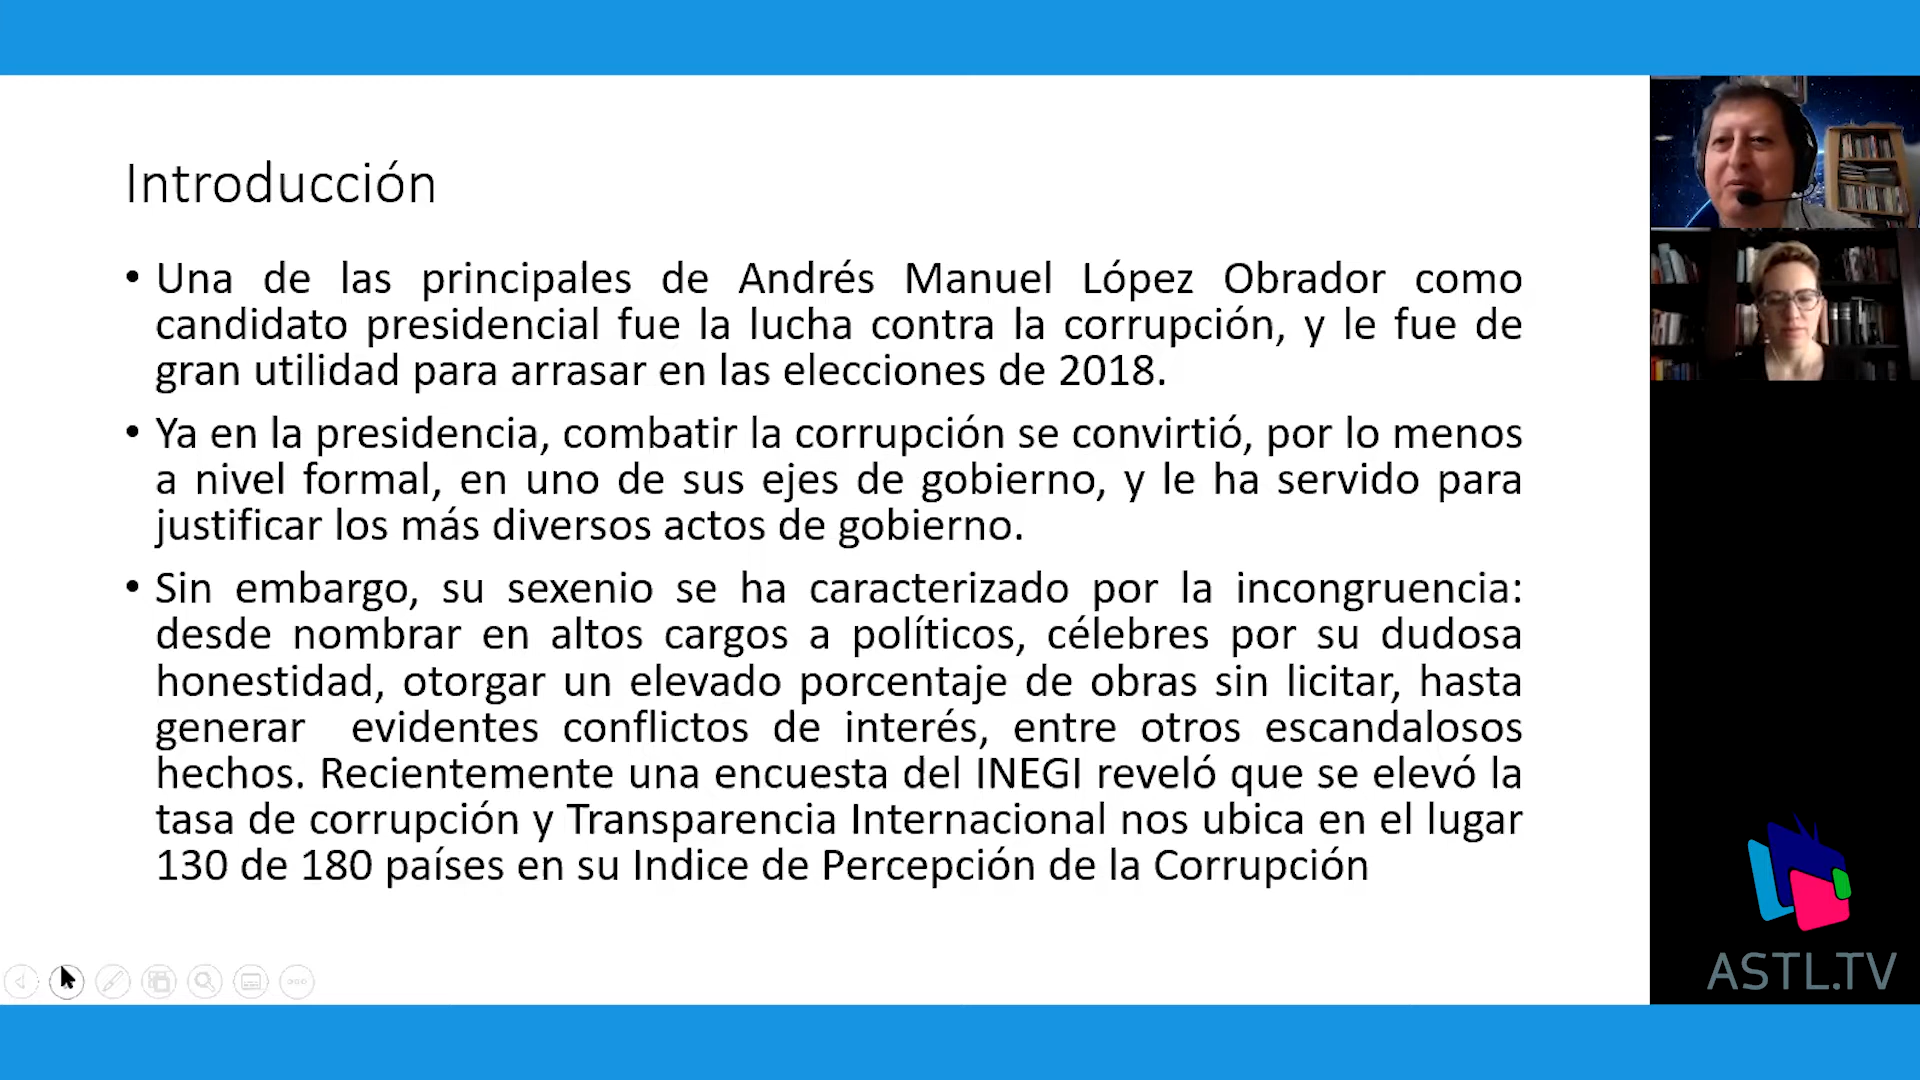 Introducción
• Una de las principales de Andrés Manuel López Obrador como
candidato presidencial fue la lucha contra la corrupción, y le fue de
gran utilidad para arrasar en las elecciones de 2018.
• Ya en la presidencia, combatir la corrupción se convirtió, por lo menos
a nivel formal, en uno de sus ejes de gobierno, y le ha servido para
justificar los más diversos actos de gobierno.
• Sin embargo, su sexenio se ha caracterizado por la incongruencia:
desde nombrar en altos cargos a políticos, célebres por su dudosa
honestidad, otorgar un elevado porcentaje de obras sin licitar, hasta
generar evidentes conflictos de interés, entre otros escandalosos
hechos. Recientemente una encuesta del INEGI reveló que se elevó la
tasa de corrupción y Transparencia Internacional nos ubica en el lugar
130 de 180 países en su Indice de Percepción de la Corrupción
ASTL.TV